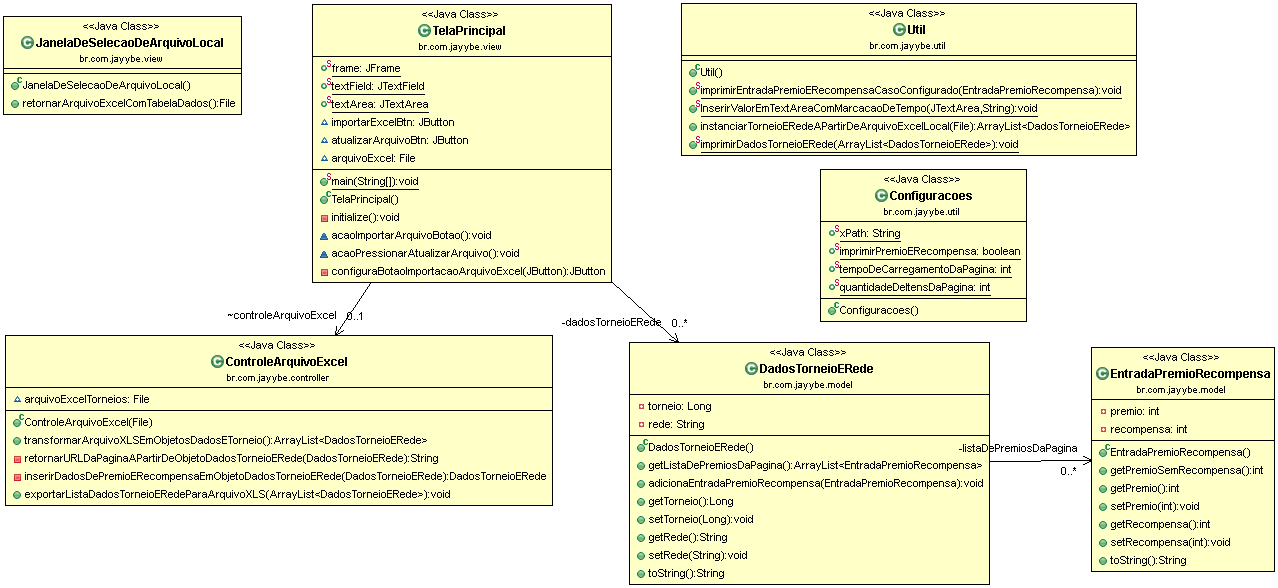 <<Java Class>>
JanelaDeSelecaoDeArquivoLocal
br.com.jayybe.view
JanelaDeSelecaoDeArquivoLocal()
retornarArquivoExcelComTabelaDados():File
<<Java Class>>
TelaPrincipal
br.com.jayybe.view
frame: JFrame
textField: JTextField
textArea: JTextArea
importarExcelBtn: JButton
atualizarArquivoBtn: JButton
arquivoExcel: File
main(String[]):void
TelaPrincipal()
initialize():void
acaoImportarArquivoBotao():void
acaoPressionarAtualizarArquivo():void
configuraBotaoImportacaoArquivoExcel(JButton):JButton
<<Java Class>>
Util
br.com.jayybe.util
Util()
imprimirEntradaPremioERecompensaCasoConfigurado(EntradaPremioRecompensa):void
InserirValorEmTextAreaComMarcacaoDeTempo(JTextArea,String):void
instanciarTorneioERedeAPartirDeArquivoExcelLocal(File):ArrayList<DadosTorneioERede>
imprimirDadosTorneioERede(ArrayList<DadosTorneioERede>):void
<<Java Class>>
Configuracoes
br.com.jayybe.util
xPath: String
imprimirPremioERecompensa: boolean
tempoDeCarregamentoDaPagina: int
quantidadeDeItensDaPagina: int
Configuracoes()
~controleArquivoExcel 0..1
-dadosTorneioERede 0..*
<<Java Class>>
ControleArquivoExcel
br.com.jayybe.controller
arquivoExcelTorneios: File
ControleArquivoExcel(File)
transformarArquivoXLSEmObjetosDadosETorneio():ArrayList<DadosTorneioERede>
retornarURLDaPaginaAPartirDeObjetoDadosTorneioERede(DadosTorneioERede):String
inserirDadosDePremioERecompensaEmObjetoDadosTorneioERede(DadosTorneioERede):DadosTorneioERede
exportarListaDadosTorneioERedeParaArquivoXLS(ArrayList<DadosTorneioERede>):void
<<Java Class>>
DadosTorneioERede
br.com.jayybe.model
torneio: Long
rede: String
DadosTorneioERede()
getListaDePremiosDaPagina():ArrayList<EntradaPremioRecompensa>
adicionaEntradaPremioRecompensa(EntradaPremioRecompensa):void
getTorneio():Long
setTorneio(Long):void
getRede():String
setRede(String):void
toString():String
-listaDePremiosDaPagina
0..*
<<Java Class>>
EntradaPremioRecompensa
br.com.jayybe.model
premio: int
recompensa: int
EntradaPremioRecompensa()
getPremioSemRecompensa():int
getPremio():int
setPremio(int):void
getRecompensa():int
setRecompensa(int):void
toString():String